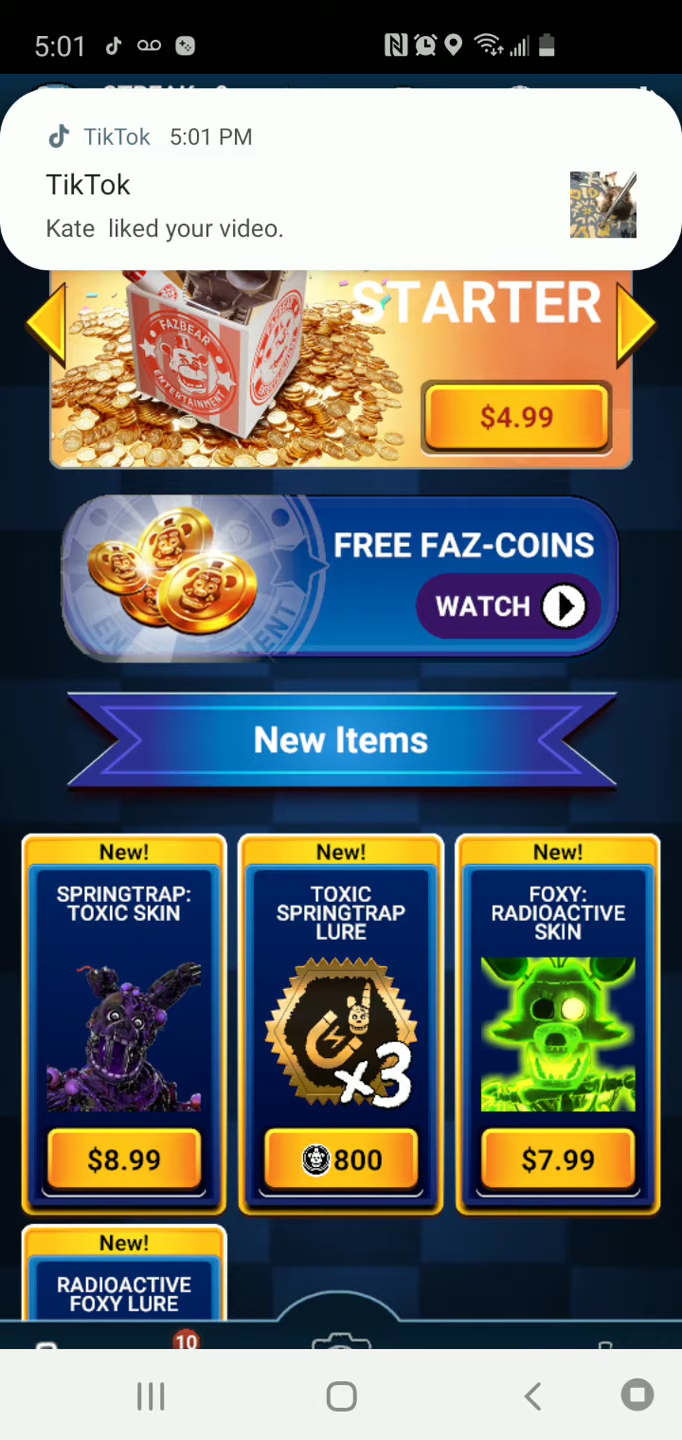 5:01
TikTok 5:01 PM
TikTok
Kate liked your video.
STARTER
FAZBEAR
ENTERTAINMENT
$4.99
FREE FAZ-COINS
WATCH
New Items
New!
SPRINGTRAP:
TOXIC SKIN
$8.99
New!
TOXIC
SPRINGTRAP
LURE
x3
800
New!
FOXY:
RADIOACTIVE
SKIN
$7.99
New!
RADIOACTIVE
FOXY LURE
10